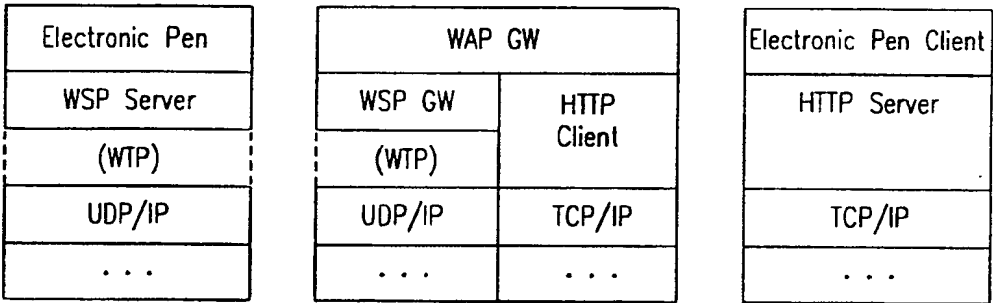 Electronic Pen
WSP Server
(WTP)
UDP/IP
. . .
WAP GW
WSP GW
(WTP)
UDP/IP
. . .
HTTP
Client
TCP/IP
. . .
Electronic Pen Client
HTTP Server
TCP/IP
. . .